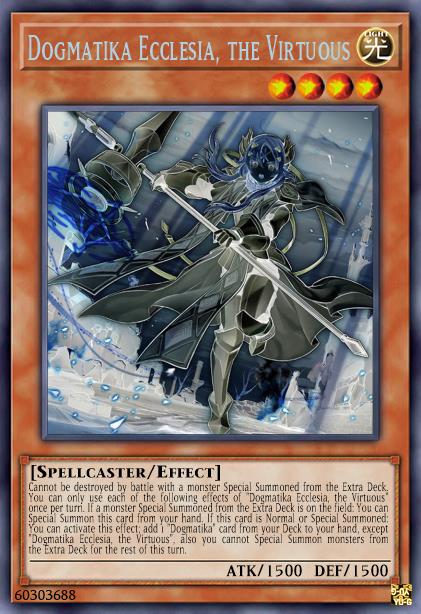 DOGMATIKA ECCLESIA, THE VIRTUOUS
LIGHT
光
[SPELLCASTER/EFFECT]
Cannot be destroyed by battle with a monster Special Summoned from the Extra Deck.
You can only use each of the following effects of "Dogmatika Ecclesia, the Virtuous"
once per turn. If a monster Special Summoned from the Extra Deck is on the field: You can
Special Summon this card from your hand. If this card is Normal or Special Summoned:
You can activate this effect; add 1 "Dogmatika" card from your Deck to your hand, except
"Dogmatika Ecclesia, the Virtuous", also you cannot Special Summon monsters from
the Extra Deck for the rest of this turn.
ATK/1500 DEF/1500
60303688